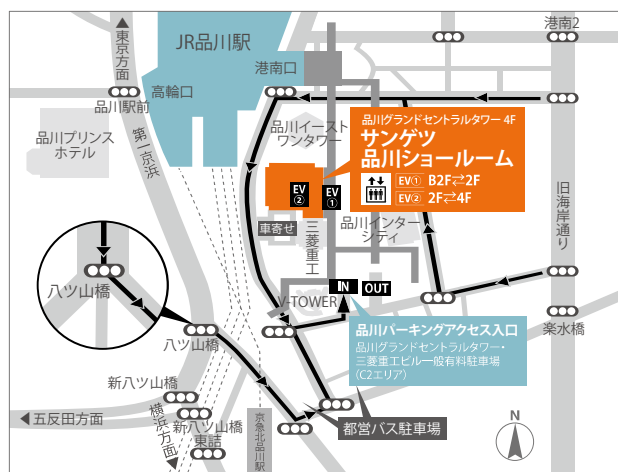 港南2
JR品川駅
東京方面
港南口
高輪口
品川駅前
品川プリンス
ホテル
第一京浜
品川イースト
ワンタワー
品川グランドセントラルタワー 4F
サンゲツ
品川ショールーム
EV① B2F⇄2F
EV② 2F⇄4F
EV
②
EV
①
車寄せ
三菱重工
品川インター
シティ
旧海岸通り
八ツ山橋
V-TOWER
IN
OUT
品川パーキングアクセス入口
品川グランドセントラルタワー・
三菱重工ビル一般有料駐車場
(C2エリア)
楽水橋
八ツ山橋
新八ツ山橋
五反田方面
横浜方面
新八ツ山橋
東詰
京急北品川駅
都営バス駐車場
N